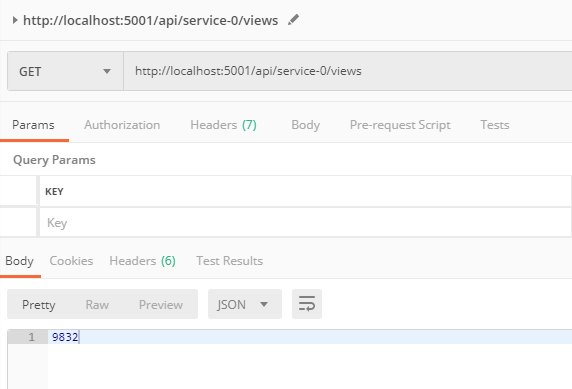 http://localhost:5001/api/service-0/views
GET http://localhost:5001/api/service-0/views
Params Authorization Headers (7) Body Pre-request Script Tests
Query Params
KEY
Key
Body Cookies Headers (6) Test Results
Pretty Raw Preview JSON
1 9832